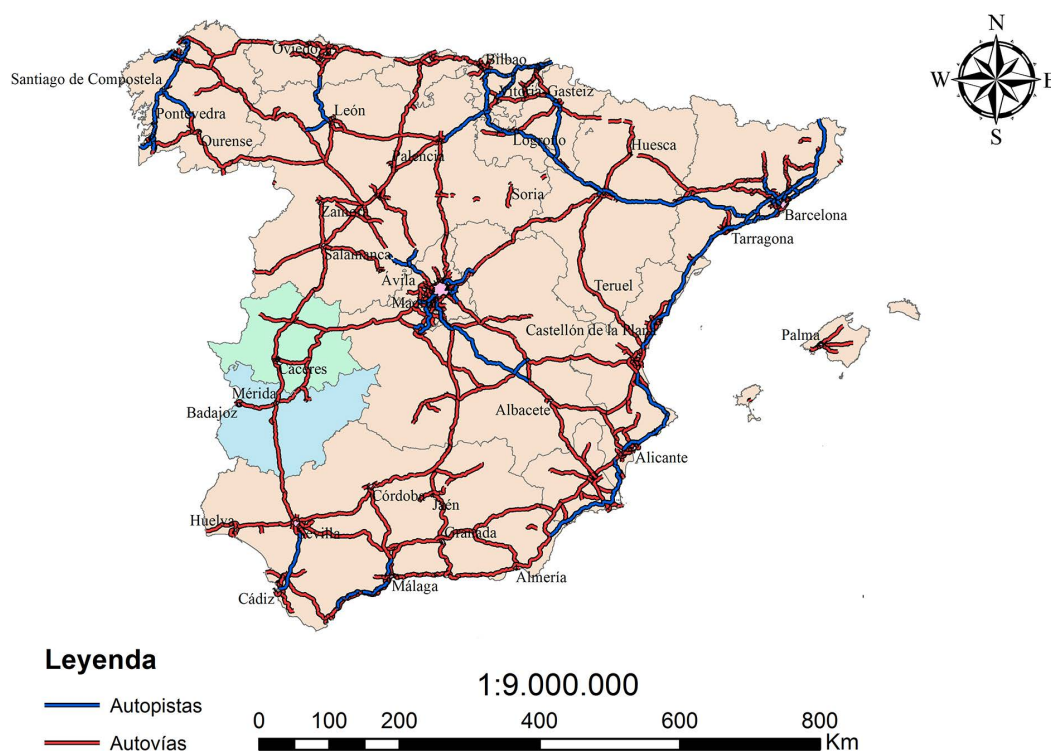 N
W
E
S
Oviedo
Bilbao
Santiago de Compostela
Vitoria-Gasteiz
Pontevedra
León
Ourense
Logroño
Huesca
Palencia
Soria
Zamora
Barcelona
Tarragona
Salamanca
Ávila
Teruel
Madrid
Castellón de la Plana
Palma
Cáceres
Mérida
Badajoz
Albacete
Alicante
Córdoba
Jaén
Huelva
Sevilla
Granada
Almería
Málaga
Cádiz
Leyenda
Autopistas
Autovías
1:9.000.000
0 100 200 400 600 800
Km